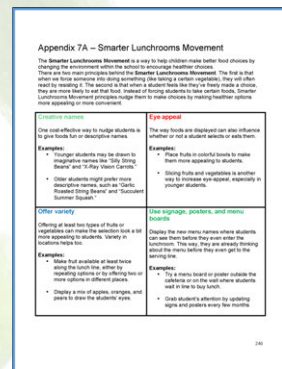 Appendix 7A – Smarter Lunchrooms Movement
The Smarter Lunchrooms Movement is a way to help children make better food choices by
changing the environment within the school to encourage healthier choices.
There are two main principles behind the Smarter Lunchrooms Movement. The first is that
when we force someone into doing something (like taking a certain vegetable), they will often
react by resisting it. The second is that when a student feels like they've freely made a choice,
they are more likely to eat that food. Instead of forcing students to take certain foods, Smarter
Lunchrooms Movement principles nudge them to make choices by making healthier options
more appealing or more convenient.
Creative names
One cost-effective way to nudge students is
to give foods fun or descriptive names.
Examples:
• Younger students may be drawn to
imaginative names like "Silly String
Beans" and "X-Ray Vision Carrots."
• Older students might prefer more
descriptive names, such as "Garlic
Roasted String Beans" and "Succulent
Summer Squash."
Eye appeal
The way foods are displayed can also influence
whether or not a student selects or eats them.
Examples:
• Place fruits in colorful bowls to make
them more appealing to students.
• Slicing fruits and vegetables is another
way to increase eye-appeal, especially in
younger students.
Offer variety
Offering at least two types of fruits or
vegetables can make the selection look a bit
more appealing to students. Variety in
locations helps too.
Examples:
• Make fruit available at least twice
along the lunch line, either by
repeating options or by offering two or
more options in different places.
• Display a mix of apples, oranges, and
pears to draw the students' eyes.
Use signage, posters, and menu
boards
Display the new menu names where students
can see them before they even enter the
lunchroom. This way, they are already thinking
about the menu before they even get to the
serving line.
Examples:
• Try a menu board or poster outside the
cafeteria or on the wall where students
wait in line to buy lunch.
• Grab student's attention by updating
signs and posters every few months